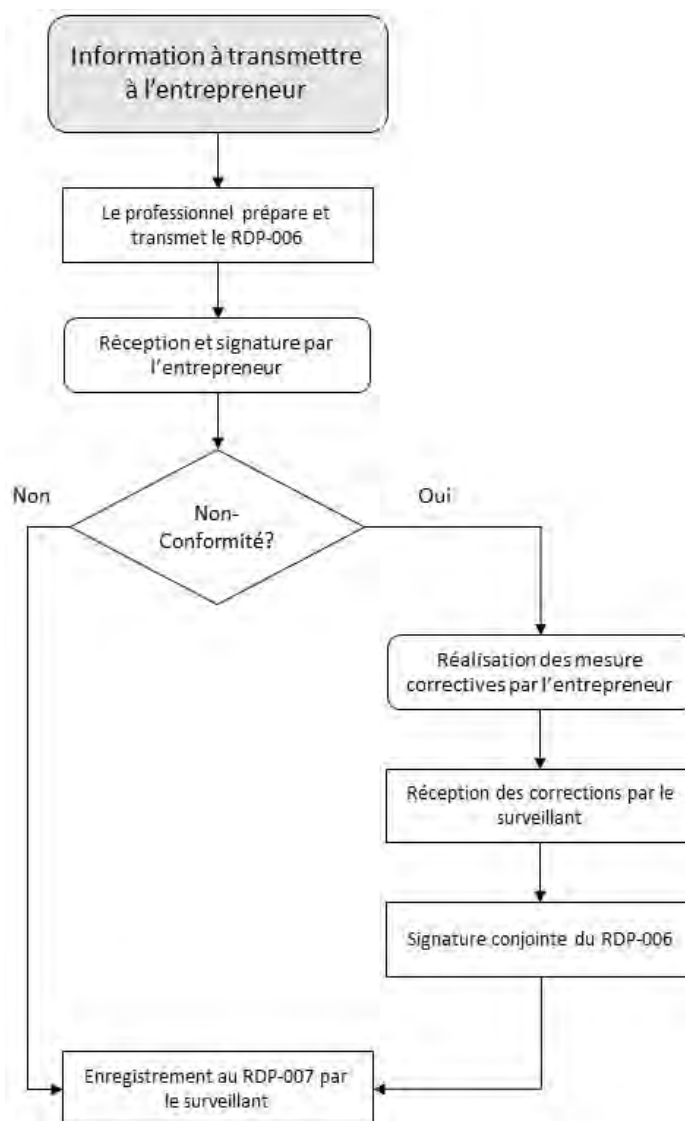 Information à transmettre
à l'entrepreneur
Le professionnel prépare et
transmet le RDP-006
Réception et signature par
l'entrepreneur
Non
Oui
Non-
Conformité?
Réalisation des mesure
correctives par l'entrepreneur
Réception des corrections par le
surveillant
Signature conjointe du RDP-006
Enregistrement au RDP-007 par
le surveillant